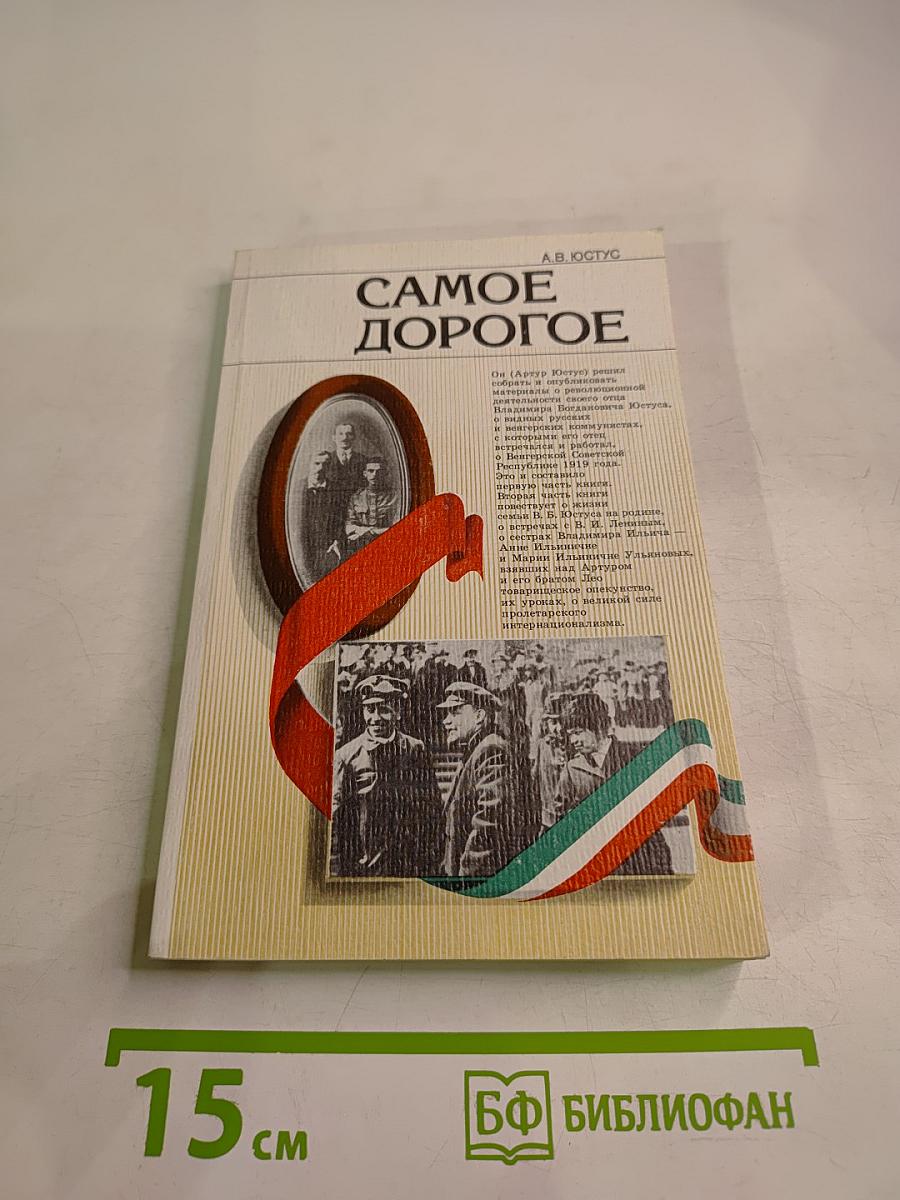 А.В. ЮСТУС
САМОЕ
ДОРОГОЕ
Он (Артур Юстус) решил
собрать и опубликовать
материалы о революционной
деятельности своего отца
Владимира Богдановича Юстуса,
о видных русских
и венгерских коммунистах,
с которыми его отец
встречался и работал,
о Венгерской Советской
Республике 1919 года.
Это и составило
первую часть книги.
Вторая часть книги
повествует о жизни
семьи В. Б. Юстуса на родине,
о встречах с В. И. Лениным,
о сестрах Владимира Ильича —
Анне Ильиничне
и Марии Ильиничне Ульяновых,
взявших над Артуром
и его братом Лео
товарищеское опекунство,
их уроках, о великой силе
пролетарского
интернационализма.
15 см
БФ БИБЛИОФАН